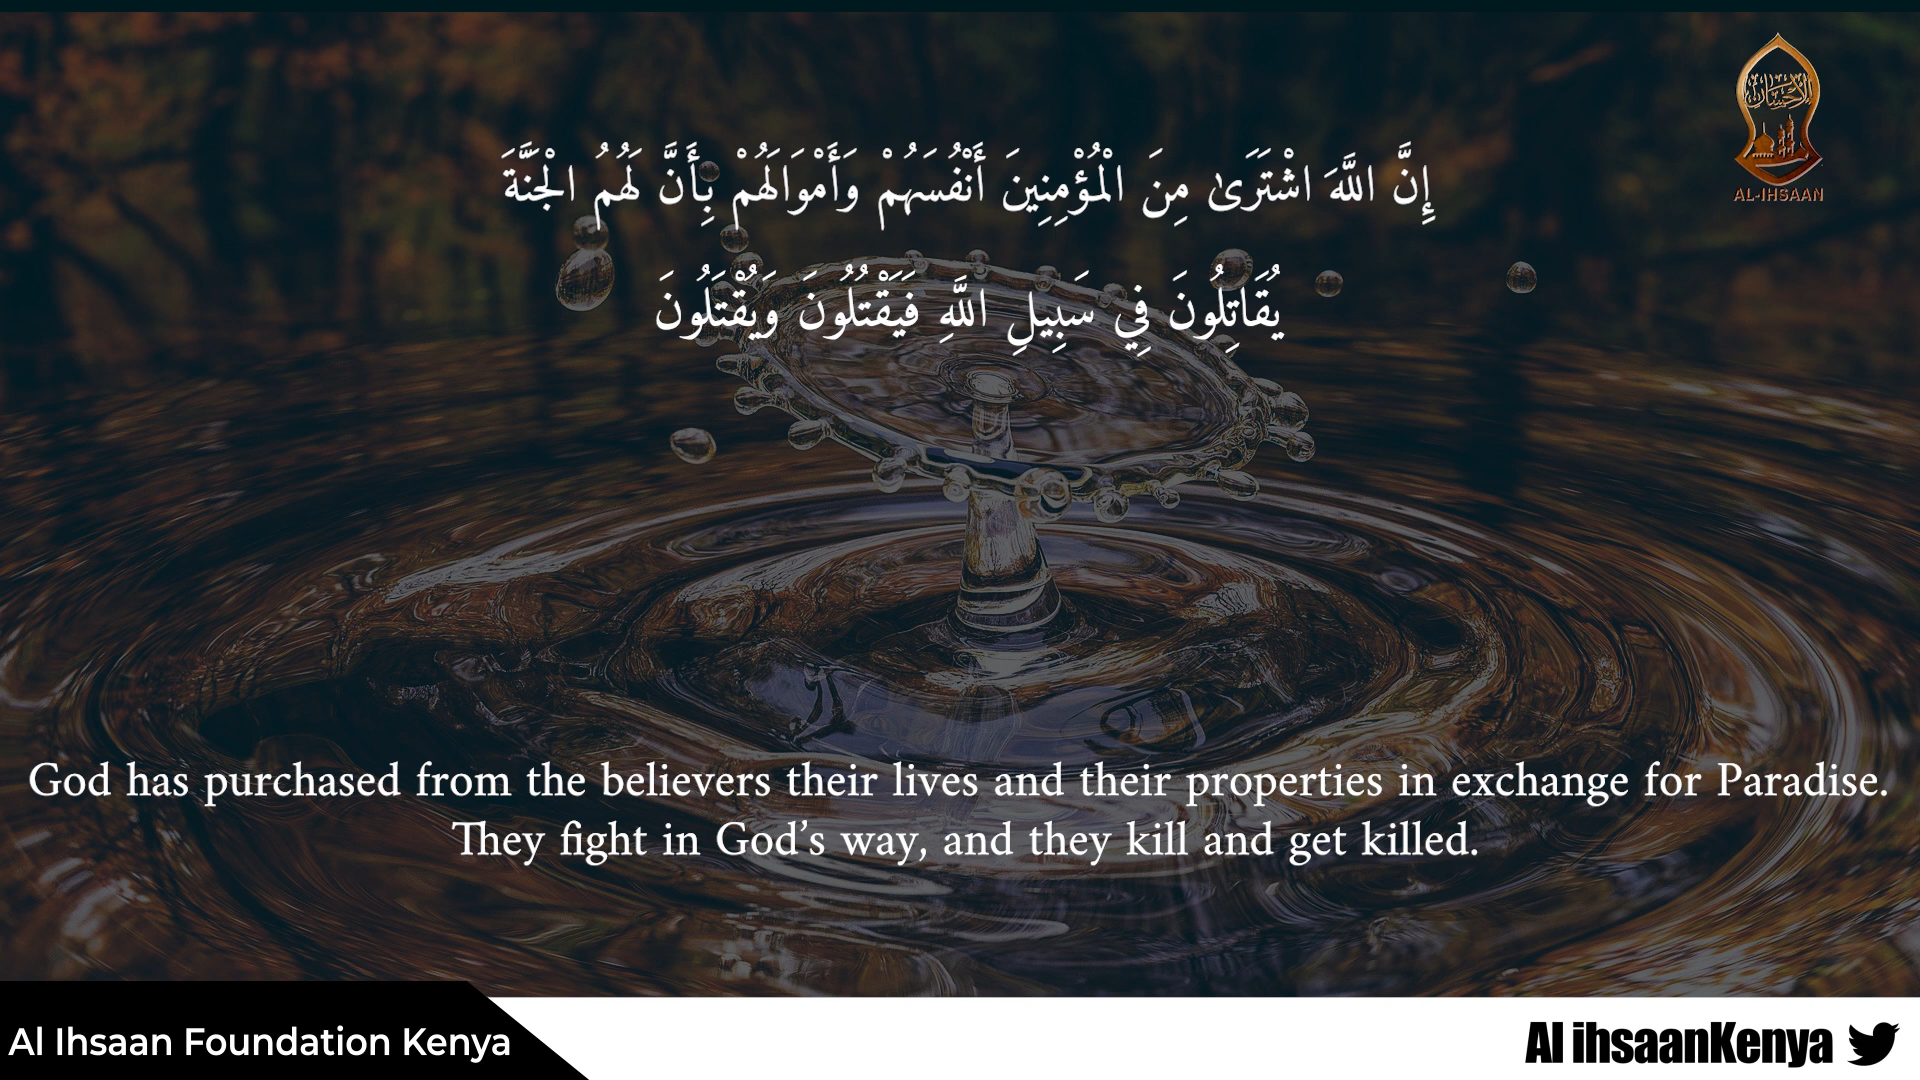 الإحسان
AL-IHSAAN
إِنَّ اللَّهَ اشْتَرَىٰ مِنَ الْمُؤْمِنِينَ أَنْفُسَهُمْ وَأَمْوَالَهُمْ بِأَنَّ لَهُمُ الْجَنَّةَ
يُقَاتِلُونَ فِي سَبِيلِ اللَّهِ فَيَقْتُلُونَ وَيُقْتَلُونَ
God has purchased from the believers their lives and their properties in exchange for Paradise.
They fight in God’s way, and they kill and get killed.
Al Ihsaan Foundation Kenya
Al ihsaanKenya